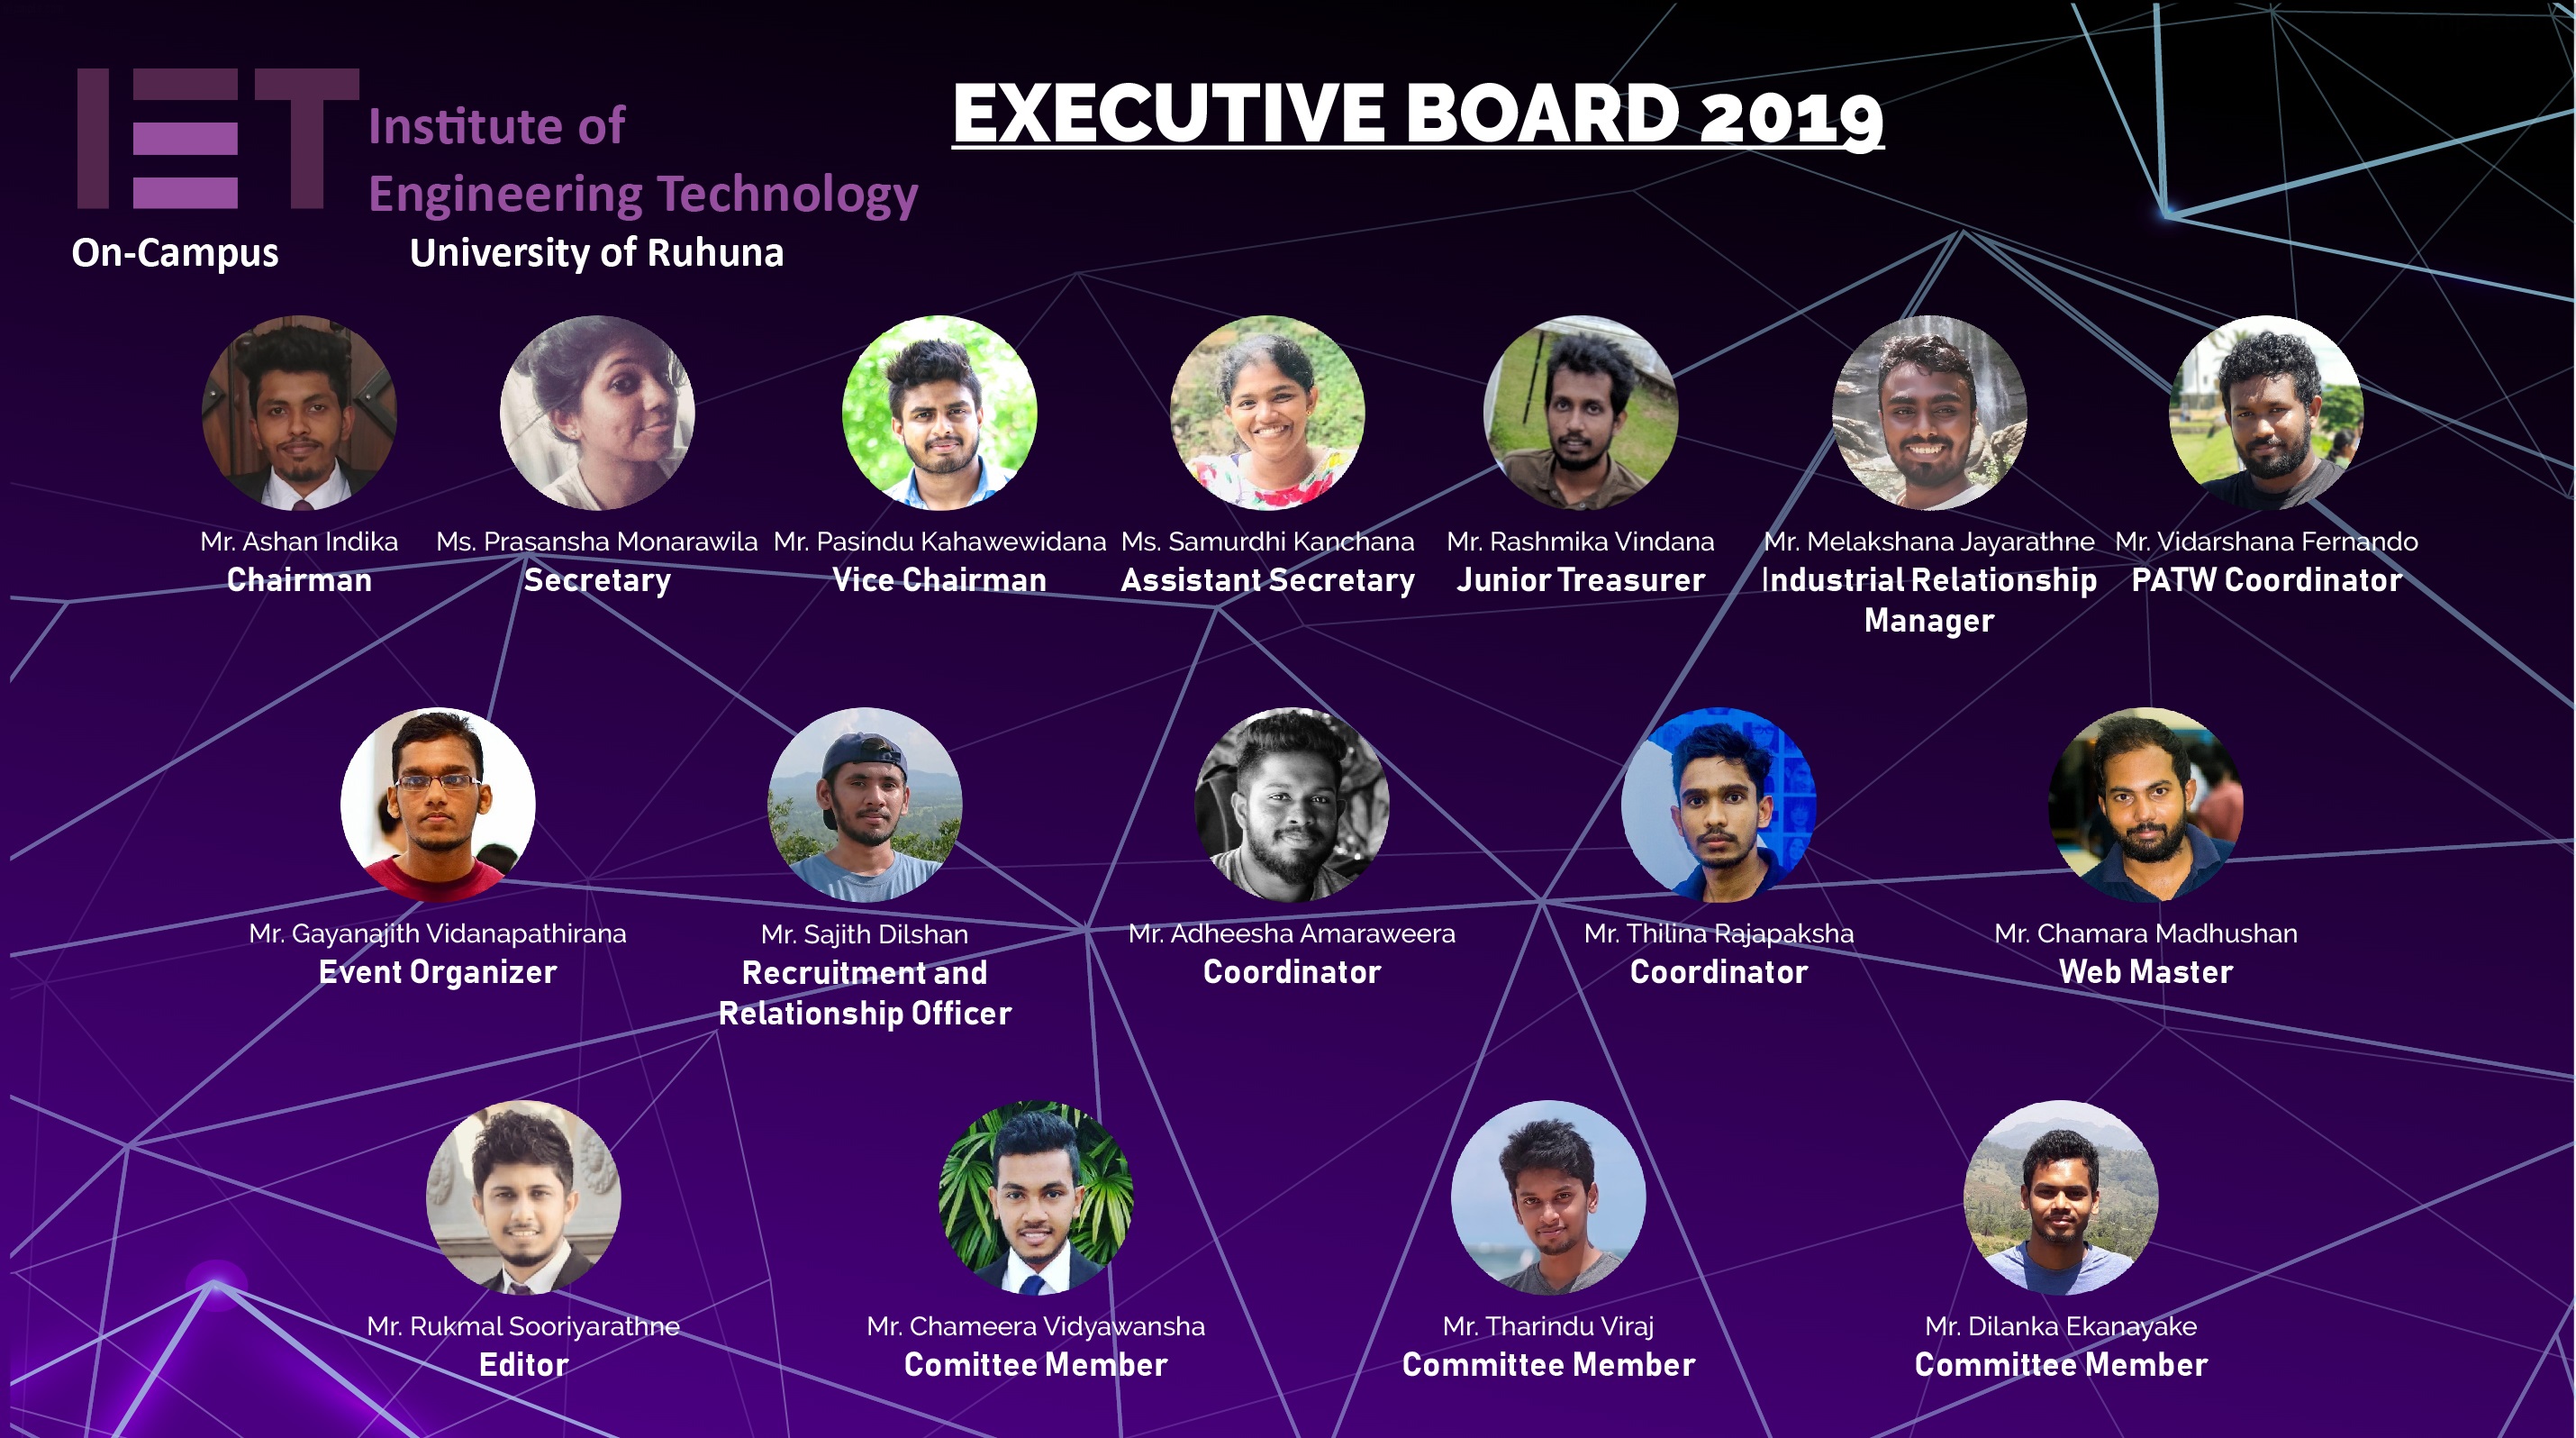 IET Institute of
Engineering Technology
On-Campus University of Ruhuna
EXECUTIVE BOARD 2019
Mr. Ashan Indika
Chairman
Ms. Prasansha Monarawila
Secretary
Mr. Pasindu Kahawewidana
Vice Chairman
Ms. Samurdhi Kanchana
Assistant Secretary
Mr. Rashmika Vindana
Junior Treasurer
Mr. Melakshana Jayarathne
Industrial Relationship
Manager
Mr. Vidarshana Fernando
PATW Coordinator
Mr. Gayanajith Vidanapathirana
Event Organizer
Mr. Sajith Dilshan
Recruitment and
Relationship Officer
Mr. Adheesha Amaraweera
Coordinator
Mr. Thilina Rajapaksha
Coordinator
Mr. Chamara Madhushan
Web Master
Mr. Rukmal Sooriyarathne
Editor
Mr. Chameera Vidyawansha
Comittee Member
Mr. Tharindu Viraj
Committee Member
Mr. Dilanka Ekanayake
Committee Member